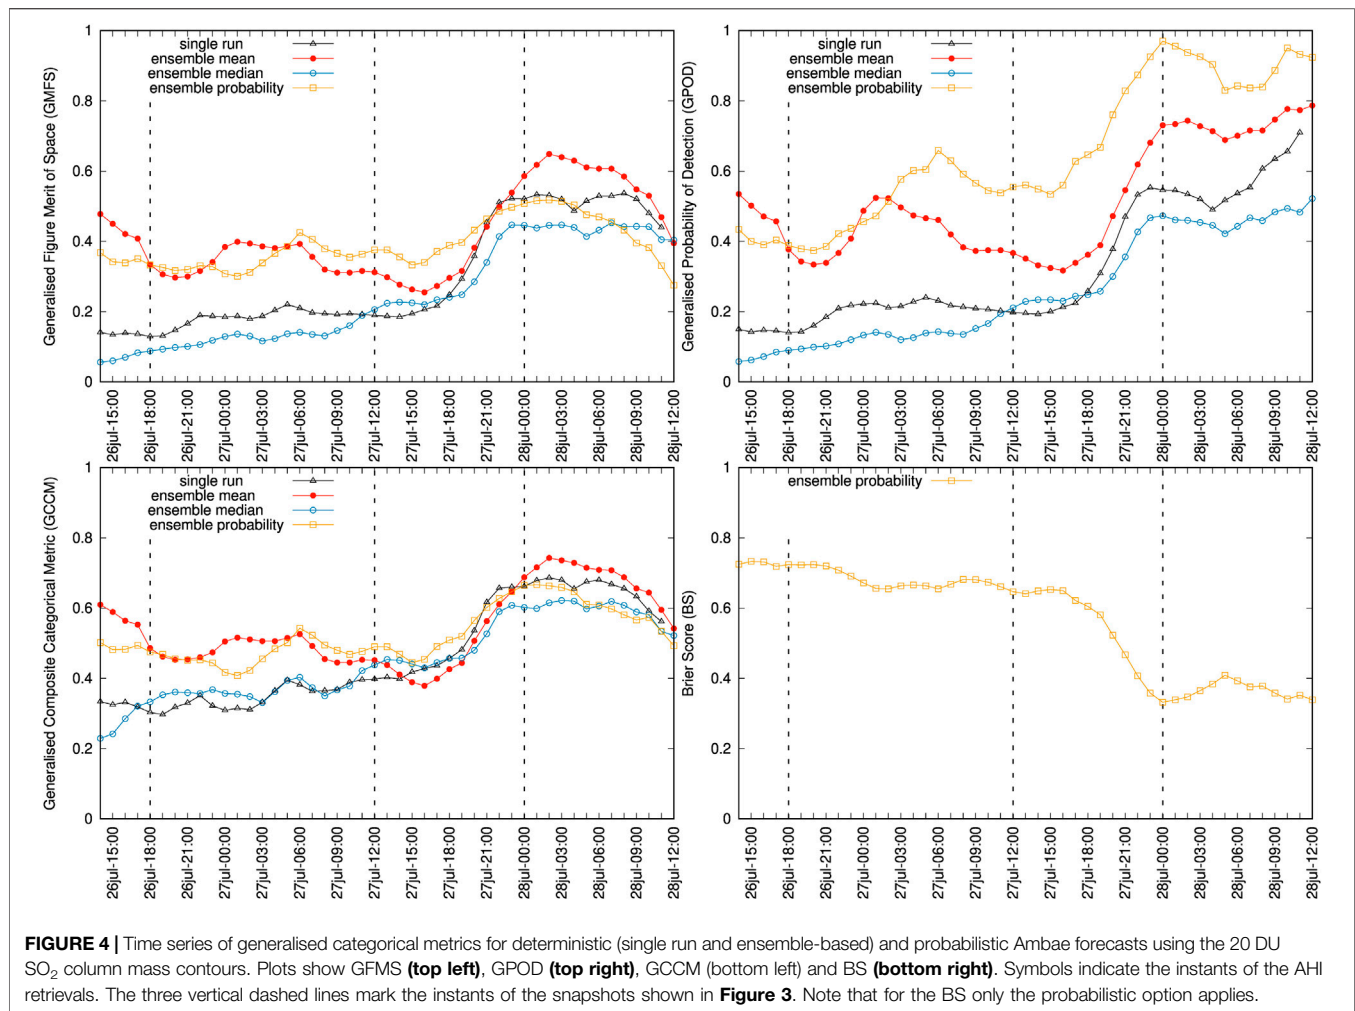 Generalised Figure Merit of Space (GMFS)
1
0.8
0.6
0.4
0.2
0
single run
ensemble mean
ensemble median
ensemble probability
26jul-15:00
26jul-18:00
26jul-21:00
27jul-00:00
27jul-03:00
27jul-06:00
27jul-09:00
27jul-12:00
27jul-15:00
27jul-18:00
27jul-21:00
28jul-00:00
28jul-03:00
28jul-06:00
28jul-09:00
28jul-12:00
Generalised Probability of Detection (GPOD)
1
0.8
0.6
0.4
0.2
0
single run
ensemble mean
ensemble median
ensemble probability
26jul-15:00
26jul-18:00
26jul-21:00
27jul-00:00
27jul-03:00
27jul-06:00
27jul-09:00
27jul-12:00
27jul-15:00
27jul-18:00
27jul-21:00
28jul-00:00
28jul-03:00
28jul-06:00
28jul-09:00
28jul-12:00
Generalised Composite Categorical Metric (GCCM)
1
0.8
0.6
0.4
0.2
0
single run
ensemble mean
ensemble median
ensemble probability
26jul-15:00
26jul-18:00
26jul-21:00
27jul-00:00
27jul-03:00
27jul-06:00
27jul-09:00
27jul-12:00
27jul-15:00
27jul-18:00
27jul-21:00
28jul-00:00
28jul-03:00
28jul-06:00
28jul-09:00
28jul-12:00
Brier Score (BS)
1
0.8
0.6
0.4
0.2
0
ensemble probability
26jul-15:00
26jul-18:00
26jul-21:00
27jul-00:00
27jul-03:00
27jul-06:00
27jul-09:00
27jul-12:00
27jul-15:00
27jul-18:00
27jul-21:00
28jul-00:00
28jul-03:00
28jul-06:00
28jul-09:00
28jul-12:00
FIGURE 4 | Time series of generalised categorical metrics for deterministic (single run and ensemble-based) and probabilistic Ambae forecasts using the 20 DU
SO₂ column mass contours. Plots show GFMS (top left), GPOD (top right), GCCM (bottom left) and BS (bottom right). Symbols indicate the instants of the AHI
retrievals. The three vertical dashed lines mark the instants of the snapshots shown in Figure 3. Note that for the BS only the probabilistic option applies.